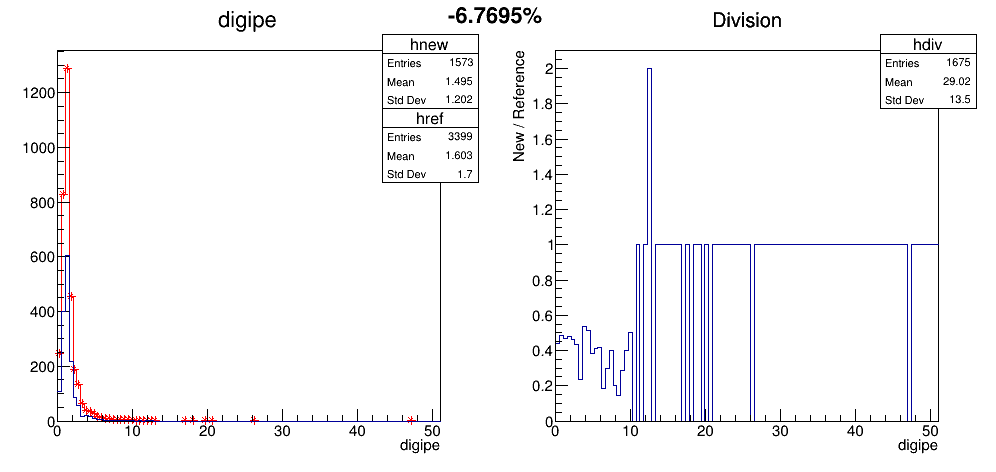 -6.7695%
digipe
hnew
Entries 1573
Mean 1.495
Std Dev 1.202
href
Entries 3399
Mean 1.603
Std Dev 1.7
1200
1000
800
600
400
200
0
0 10 20 30 40 50
digipe
Division
hdiv
Entries 1675
Mean 29.02
Std Dev 13.5
New / Reference
2
1.8
1.6
1.4
1.2
1
0.8
0.6
0.4
0.2
0
0 10 20 30 40 50
digipe